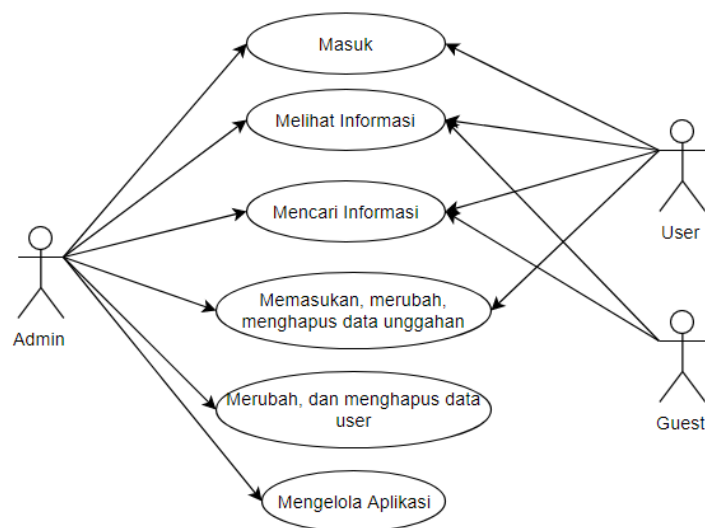 Masuk
Melihat Informasi
Mencari Informasi
Memasukan, merubah,
menghapus data unggahan
Merubah, dan menghapus data
user
Mengelola Aplikasi
Admin
User
Guest